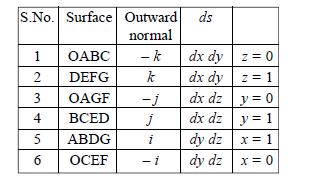 S.No. Surface Outward normal ds
1 OABC – k dx dy z = 0
2 DEFG k dx dy z = 1
3 OAGF – j dx dz y = 0
4 BCED j dx dz y = 1
5 ABDG i dy dz x = 1
6 OCEF – i dy dz x = 0